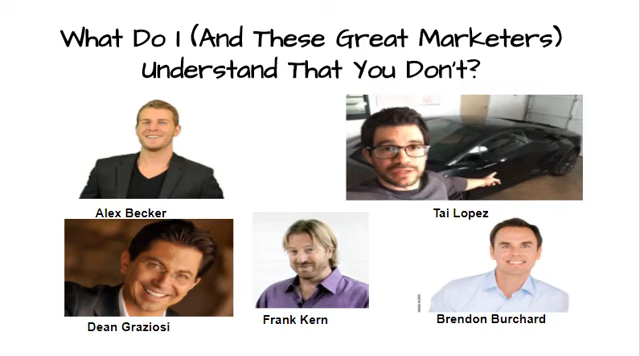 What Do I (And These Great Marketers)
Understand That You Don't?
Alex Becker
Tai Lopez
Dean Graziosi
Frank Kern
Brendon Burchard